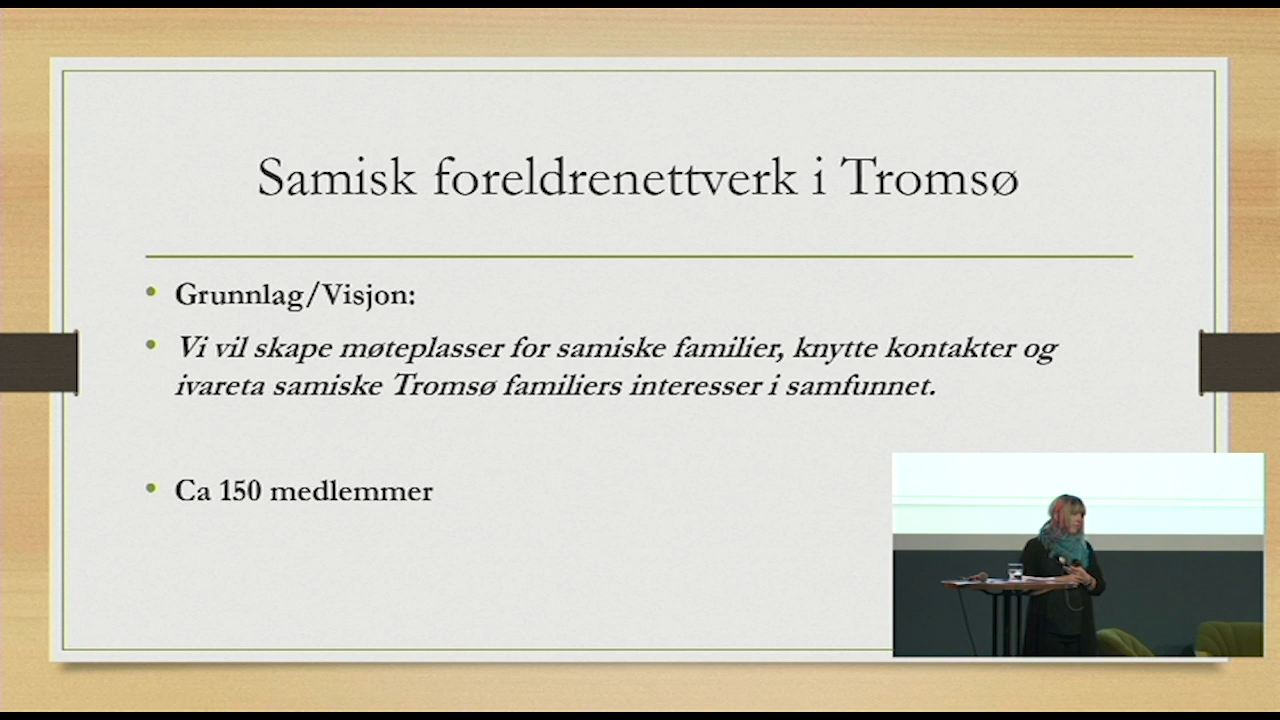 Samisk foreldrenettverk i Tromsø
• Grunnlag/Visjon:
• Vi vil skape møteplasser for samiske familier, knytte kontakter og
ivareta samiske Tromsø familiers interesser i samfunnet.
• Ca 150 medlemmer